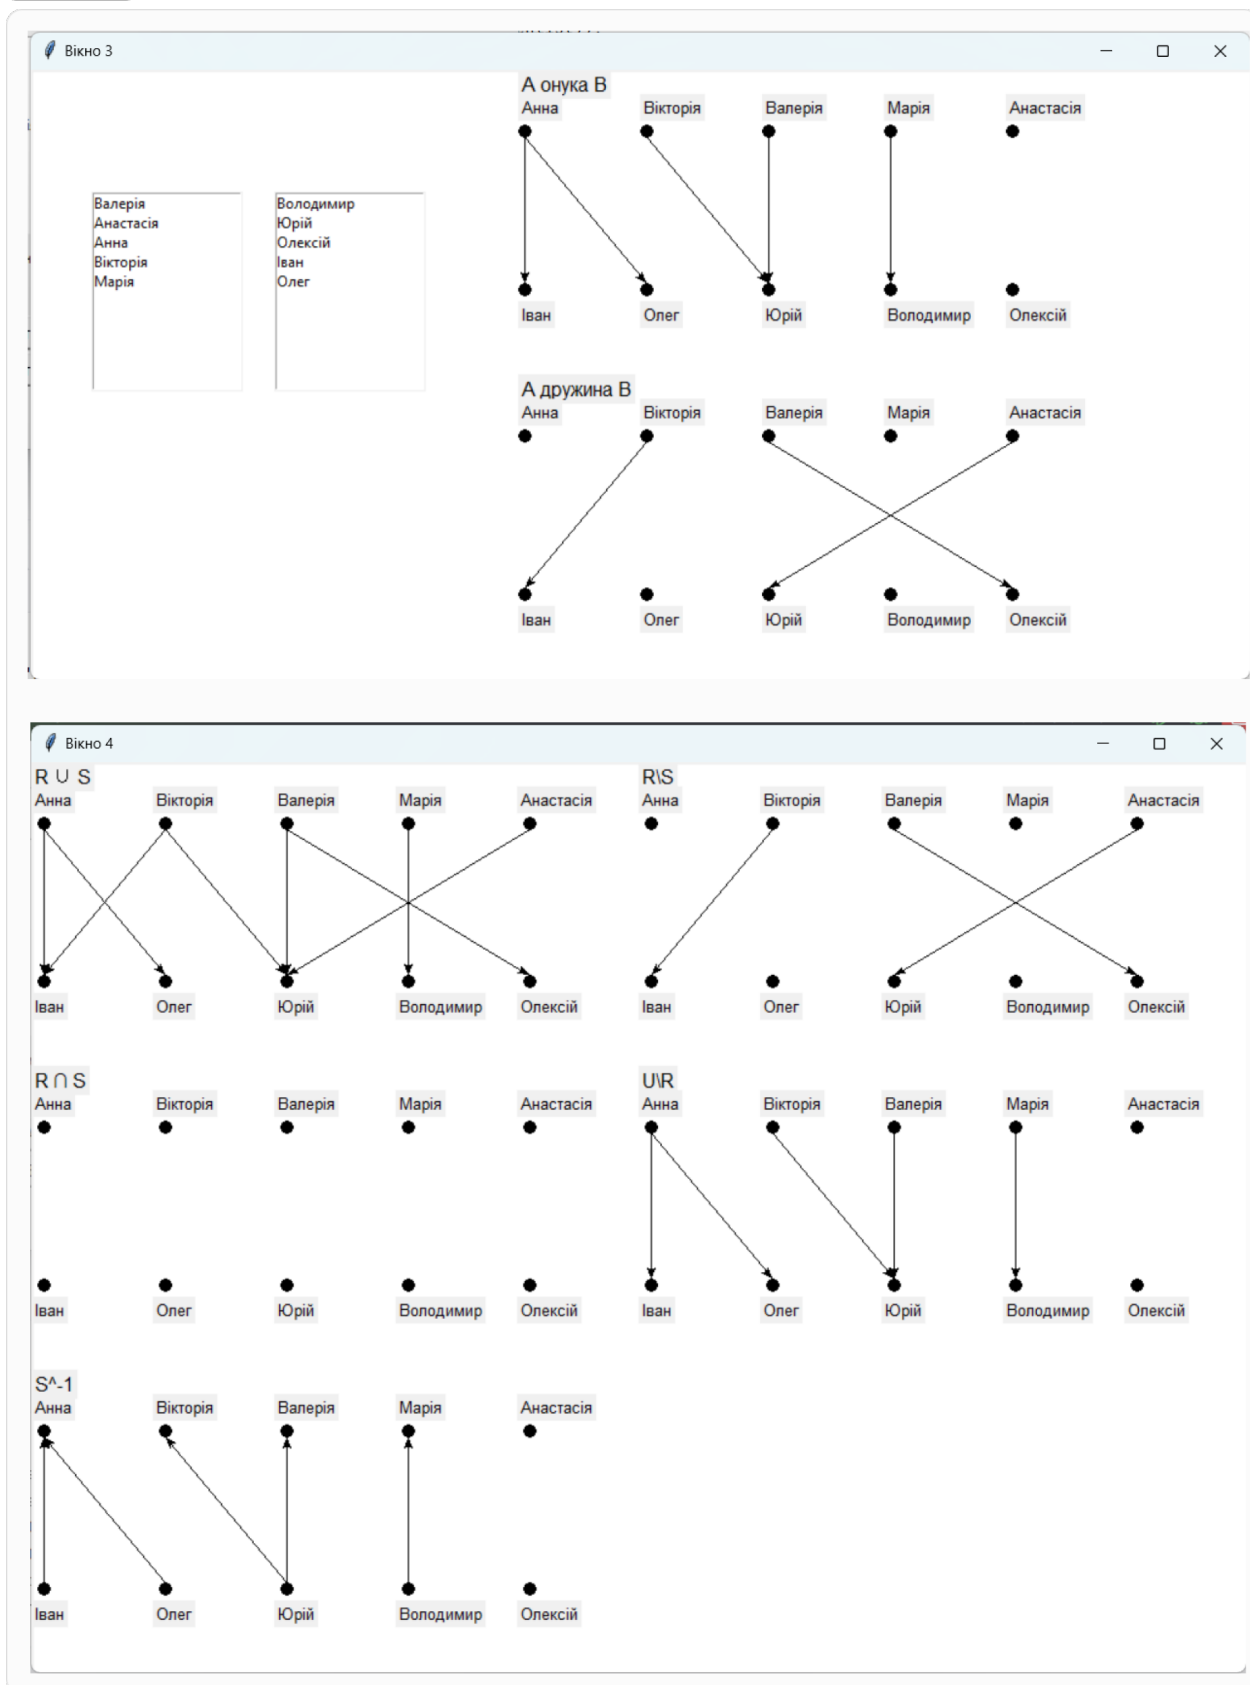 Вікно 3
А онука В
Анна Вікторія Валерія Марія Анастасія
Валерія
Анастасія
Анна
Вікторія
Марія
Володимир
Юрій
Олексій
Іван
Олег
Іван Олег Юрій Володимир Олексій
А дружина В
Анна Вікторія Валерія Марія Анастасія
Іван Олег Юрій Володимир Олексій
Вікно 4
R ∪ S
Анна Вікторія Валерія Марія Анастасія
Іван Олег Юрій Володимир Олексій
R\S
Анна Вікторія Валерія Марія Анастасія
Іван Олег Юрій Володимир Олексій
R ∩ S
Анна Вікторія Валерія Марія Анастасія
Іван Олег Юрій Володимир Олексій
U\R
Анна Вікторія Валерія Марія Анастасія
Іван Олег Юрій Володимир Олексій
S^-1
Анна Вікторія Валерія Марія Анастасія
Іван Олег Юрій Володимир Олексій